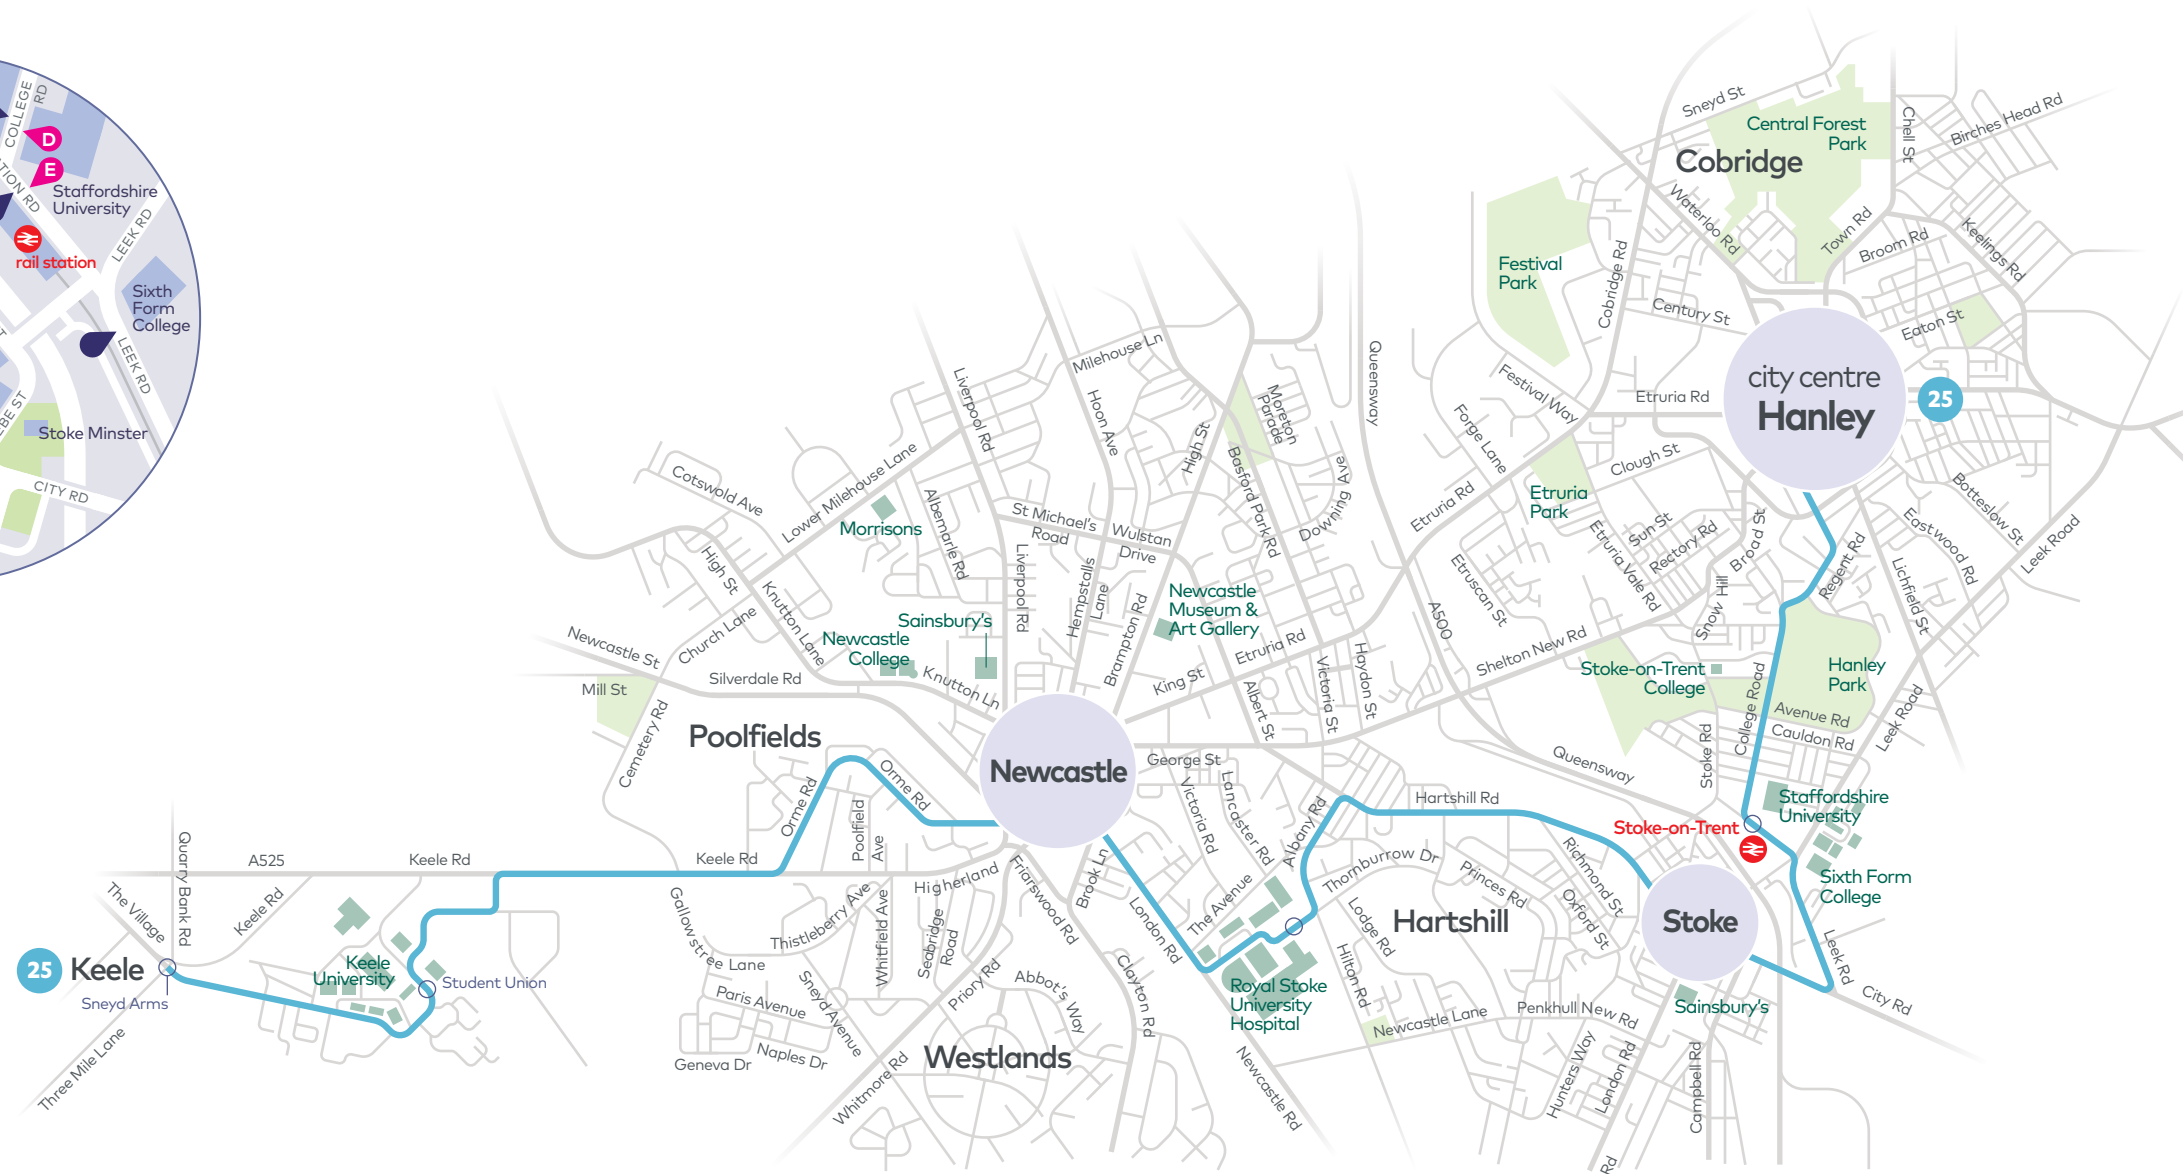 COLLEGE
RD
D
E
Staffordshire
University
LEEK RD
rail station
Sixth
Form
College
LEEK RD
Stoke Minster
CITY RD
Sneyd St
Central Forest
Park
Cobridge
Chell St
Birches Head Rd
Waterloo Rd
Town Rd
Broom Rd
Keelings Rd
Festival
Park
Cobridge Rd
Century St
Eaton St
Milehouse Ln
Queensway
Festival Way
Etruria Rd
city centre
Hanley
25
Liverpool Rd
Hoon Ave
High St
Moreton
Parade
Forge Lane
Clough St
Basford Park Rd
Downing Ave
Etruria Rd
Etruria
Park
Cotswold Ave
Lower Milehouse Lane
Morrisons
Albemarle Rd
St Michael's
Road
Wulstan
Drive
Sun St
Rectory Rd
Broad St
Botteslow St
Eastwood Rd
Leek Road
High St
Knutton Lane
Liverpool Rd
Hempstalls
Lane
Brampton Rd
Newcastle
Museum &
Art Gallery
Etruscan St
Etruria Vale Rd
Snow Hill
Regent Rd
Lichfield St
A500
Newcastle St
Church Lane
Newcastle
College
Sainsbury's
Knutton Ln
King St
Etruria Rd
Shelton New Rd
Stoke-on-Trent
College
Hanley
Park
Mill St
Silverdale Rd
Cemetery Rd
Albert St
Victoria St
Haydon St
College Road
Avenue Rd
Cauldon Rd
Leek Road
Poolfields
Newcastle
George St
Queensway
Stoke Rd
Orme Rd
Orme Rd
Poolfield
Ave
Victoria Rd
Lancaster Rd
Albany Rd
Hartshill Rd
Staffordshire
University
Stoke-on-Trent
Quarry Bank Rd
A525
Keele Rd
Keele Rd
Higherland
Friarswood Rd
Brook Ln
Thornburrow Dr
Princes Rd
Richmond St
Sixth Form
College
The Village
Keele Rd
Gallowstree Lane
Thistleberry Ave
Whitfield Ave
Seabridge
Road
London Rd
The Avenue
Lodge Rd
Hartshill
Oxford St
Stoke
Leek Rd
25
Keele
Sneyd Arms
Keele
University
Student Union
Paris Avenue
Sneyd Avenue
Priory Rd
Abbot's Way
Clayton Rd
Hilton Rd
Royal Stoke
University
Hospital
Newcastle Lane
Penkhull New Rd
Sainsbury's
City Rd
Three Mile Lane
Geneva Dr
Naples Dr
Whitmore Rd
Westlands
Newcastle Rd
Hunters Way
London Rd
Campbell Rd
Rd